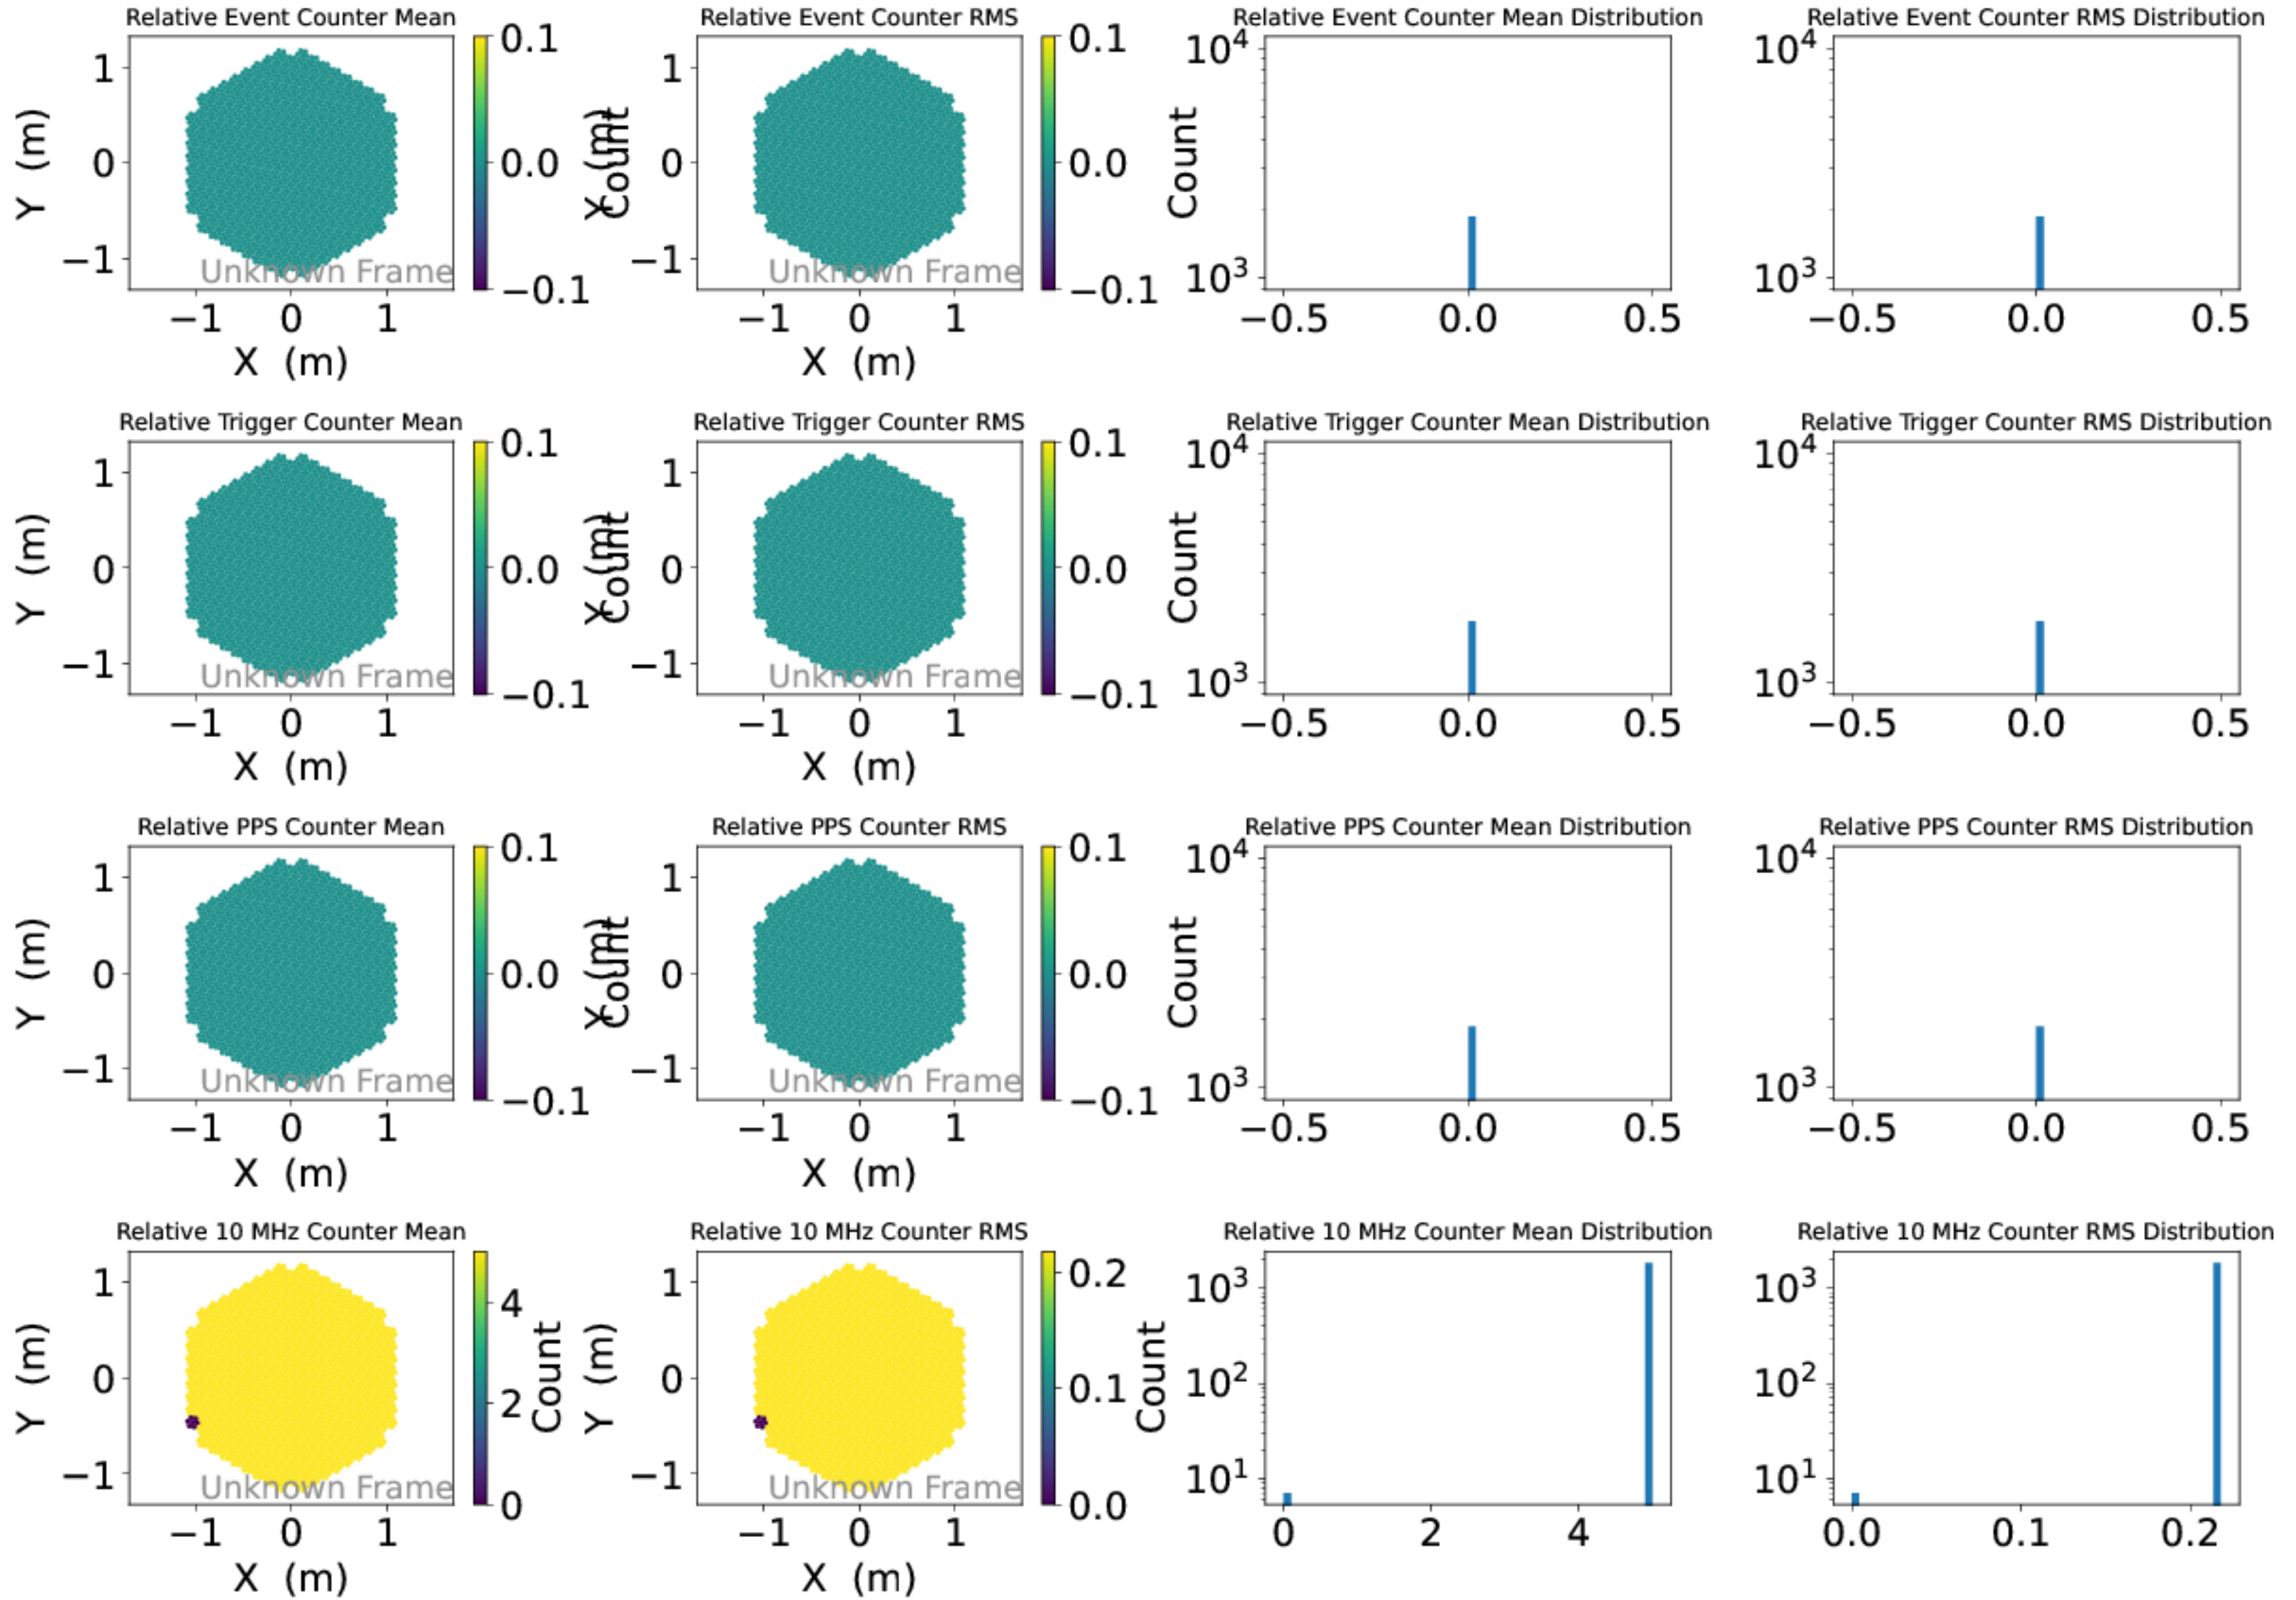 Relative Event Counter Mean
Relative Event Counter RMS
Relative Event Counter Mean Distribution
Relative Event Counter RMS Distribution
Y (m)
1
0
−1
Unknown Frame
−1 0 1
X (m)
0.1
0.0
−0.1
Count
Y (m)
1
0
−1
Unknown Frame
−1 0 1
X (m)
0.1
0.0
−0.1
Count
10⁴
10³
−0.5 0.0 0.5
10⁴
10³
−0.5 0.0 0.5
Relative Trigger Counter Mean
Relative Trigger Counter RMS
Relative Trigger Counter Mean Distribution
Relative Trigger Counter RMS Distribution
Y (m)
1
0
−1
Unknown Frame
−1 0 1
X (m)
0.1
0.0
−0.1
Count
Y (m)
1
0
−1
Unknown Frame
−1 0 1
X (m)
0.1
0.0
−0.1
Count
10⁴
10³
−0.5 0.0 0.5
10⁴
10³
−0.5 0.0 0.5
Relative PPS Counter Mean
Relative PPS Counter RMS
Relative PPS Counter Mean Distribution
Relative PPS Counter RMS Distribution
Y (m)
1
0
−1
Unknown Frame
−1 0 1
X (m)
0.1
0.0
−0.1
Count
Y (m)
1
0
−1
Unknown Frame
−1 0 1
X (m)
0.1
0.0
−0.1
Count
10⁴
10³
−0.5 0.0 0.5
10⁴
10³
−0.5 0.0 0.5
Relative 10 MHz Counter Mean
Relative 10 MHz Counter RMS
Relative 10 MHz Counter Mean Distribution
Relative 10 MHz Counter RMS Distribution
Y (m)
1
0
−1
Unknown Frame
−1 0 1
X (m)
4
2
0
Count
Y (m)
1
0
−1
Unknown Frame
−1 0 1
X (m)
0.2
0.1
0.0
Count
10³
10²
10¹
0 2 4
10³
10²
10¹
0.0 0.1 0.2